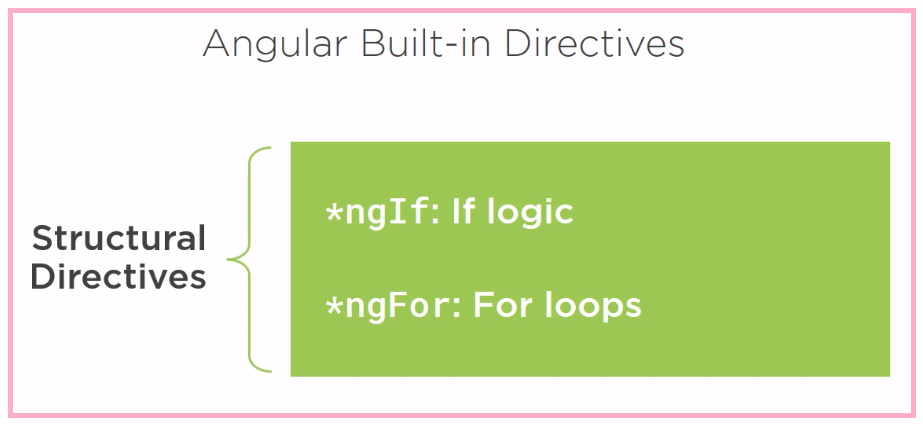 Angular Built-in Directives
Structural
Directives
*ngIf: If logic
*ngFor: For loops